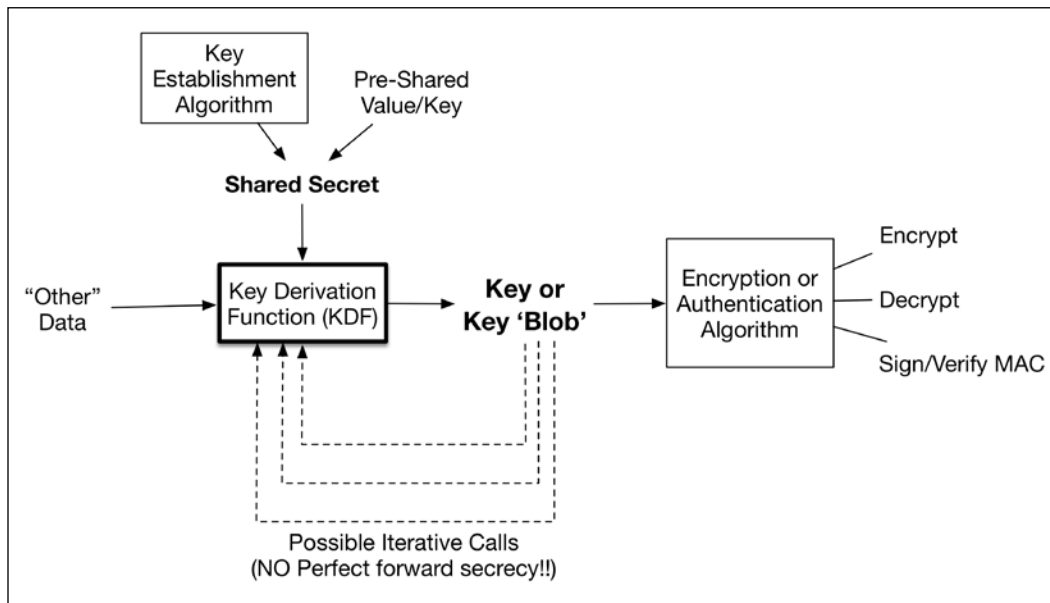 Key
Establishment
Algorithm
Pre-Shared
Value/Key
Shared Secret
“Other”
Data
Key Derivation
Function (KDF)
Key or
Key ‘Blob’
Encryption or
Authentication
Algorithm
Encrypt
Decrypt
Sign/Verify MAC
Possible Iterative Calls
(NO Perfect forward secrecy!!)